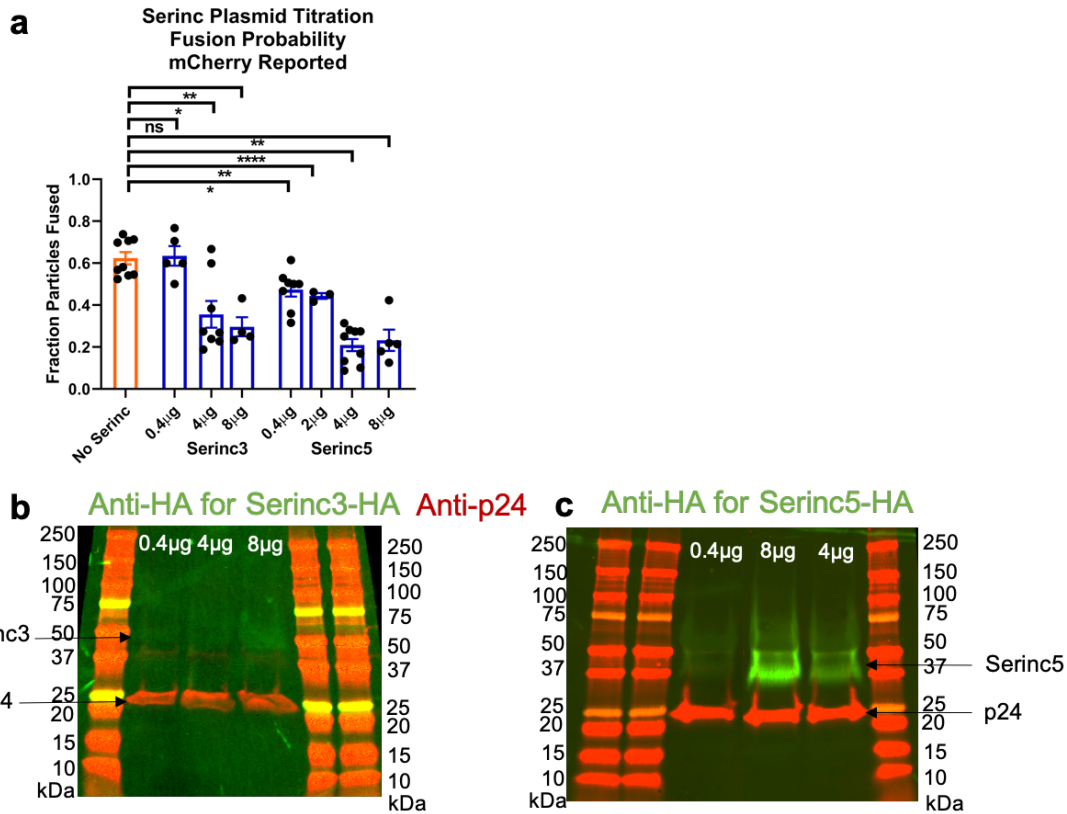 a
Serinc Plasmid Titration
Fusion Probability
mCherry Reported
**
*
ns
**
****
**
*
Fraction Particles Fused
1.0
0.8
0.6
0.4
0.2
0.0
No Serinc
0.4µg
4µg
8µg
0.4µg
2µg
4µg
8µg
Serinc3
Serinc5
b
Anti-HA for Serinc3-HA Anti-p24
0.4µg 4µg 8µg
250
150
100
75
50
37
25
20
15
10
kDa
nc3
4
250
150
100
75
50
37
25
20
15
10
kDa
c
Anti-HA for Serinc5-HA
0.4µg 8µg 4µg
250
150
100
75
50
37
25
20
15
10
kDa
250
150
100
75
50
37
25
20
15
10
kDa
Serinc5
p24